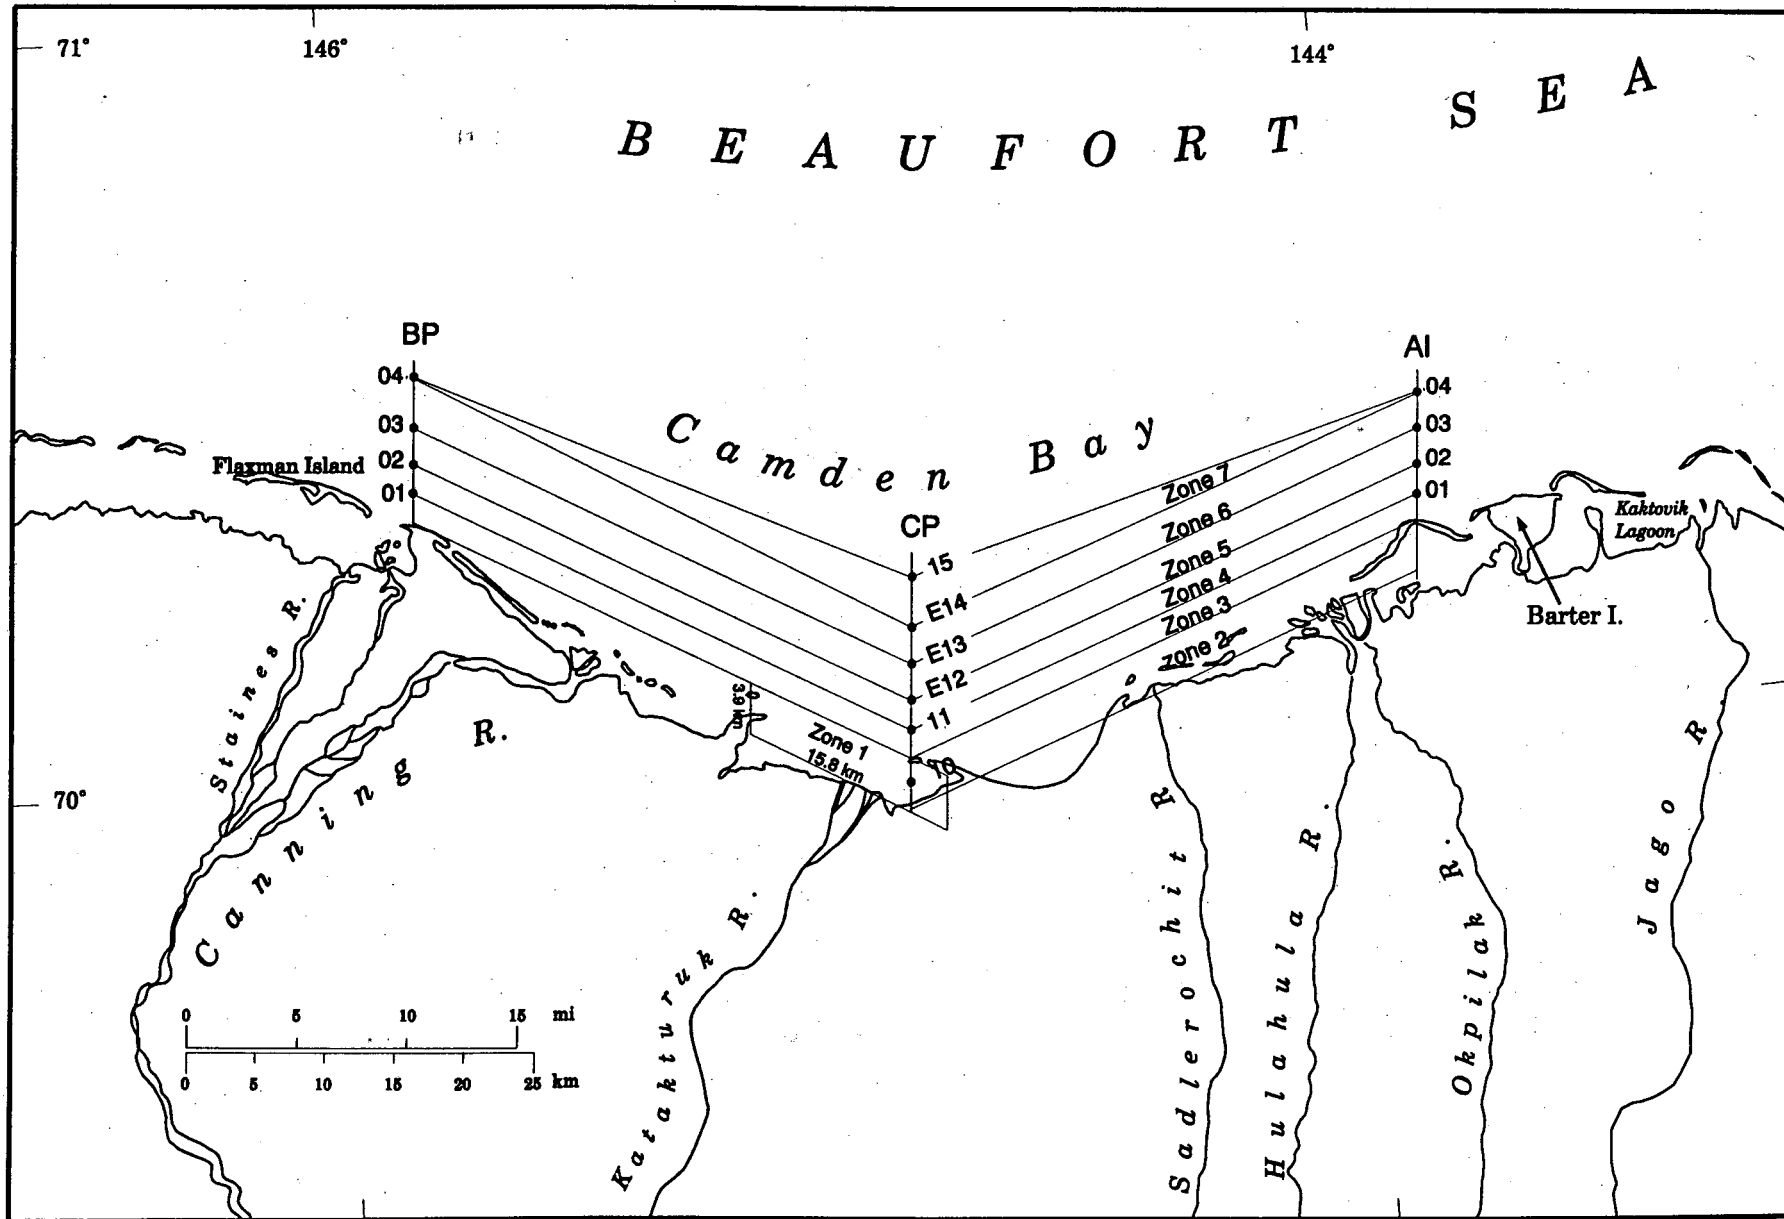 71°
146°
144°
BEAUFORT SEA
BP
AI
04
03
02
01
04
03
02
01
Camden Bay
Flaxman Island
Kaktovik
Lagoon
Barter I.
CP
15
E14
E13
E12
11
10
Zone 7
Zone 6
Zone 5
Zone 4
Zone 3
zone 2
Zone 1
15.8 km
3.9 km
Staines R.
Canning R.
70°
Katakturuk R.
Sadlerochit R
Hulahula R.
Okpilak R.
Jago R.
0 5 10 15 mi
0 5 10 15 20 25 km